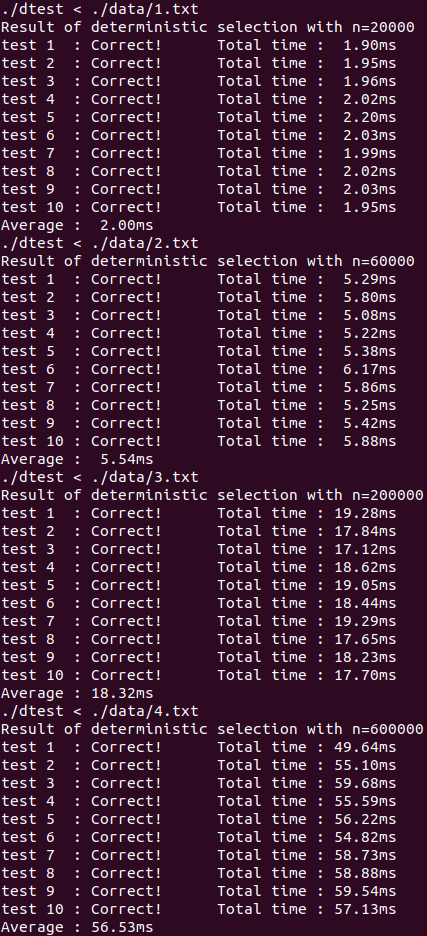 ./dtest < ./data/1.txt
Result of deterministic selection with n=20000
test 1  : Correct!      Total time :  1.90ms
test 2  : Correct!      Total time :  1.95ms
test 3  : Correct!      Total time :  1.96ms
test 4  : Correct!      Total time :  2.02ms
test 5  : Correct!      Total time :  2.20ms
test 6  : Correct!      Total time :  2.03ms
test 7  : Correct!      Total time :  1.99ms
test 8  : Correct!      Total time :  2.02ms
test 9  : Correct!      Total time :  2.03ms
test 10 : Correct!      Total time :  1.95ms
Average :  2.00ms
./dtest < ./data/2.txt
Result of deterministic selection with n=60000
test 1  : Correct!      Total time :  5.29ms
test 2  : Correct!      Total time :  5.80ms
test 3  : Correct!      Total time :  5.08ms
test 4  : Correct!      Total time :  5.22ms
test 5  : Correct!      Total time :  5.38ms
test 6  : Correct!      Total time :  6.17ms
test 7  : Correct!      Total time :  5.86ms
test 8  : Correct!      Total time :  5.25ms
test 9  : Correct!      Total time :  5.42ms
test 10 : Correct!      Total time :  5.88ms
Average :  5.54ms
./dtest < ./data/3.txt
Result of deterministic selection with n=200000
test 1  : Correct!      Total time : 19.28ms
test 2  : Correct!      Total time : 17.84ms
test 3  : Correct!      Total time : 17.12ms
test 4  : Correct!      Total time : 18.62ms
test 5  : Correct!      Total time : 19.05ms
test 6  : Correct!      Total time : 18.44ms
test 7  : Correct!      Total time : 19.29ms
test 8  : Correct!      Total time : 17.65ms
test 9  : Correct!      Total time : 18.23ms
test 10 : Correct!      Total time : 17.70ms
Average : 18.32ms
./dtest < ./data/4.txt
Result of deterministic selection with n=600000
test 1  : Correct!      Total time : 49.64ms
test 2  : Correct!      Total time : 55.10ms
test 3  : Correct!      Total time : 59.68ms
test 4  : Correct!      Total time : 55.59ms
test 5  : Correct!      Total time : 56.22ms
test 6  : Correct!      Total time : 54.82ms
test 7  : Correct!      Total time : 58.73ms
test 8  : Correct!      Total time : 58.88ms
test 9  : Correct!      Total time : 59.54ms
test 10 : Correct!      Total time : 57.13ms
Average : 56.53ms